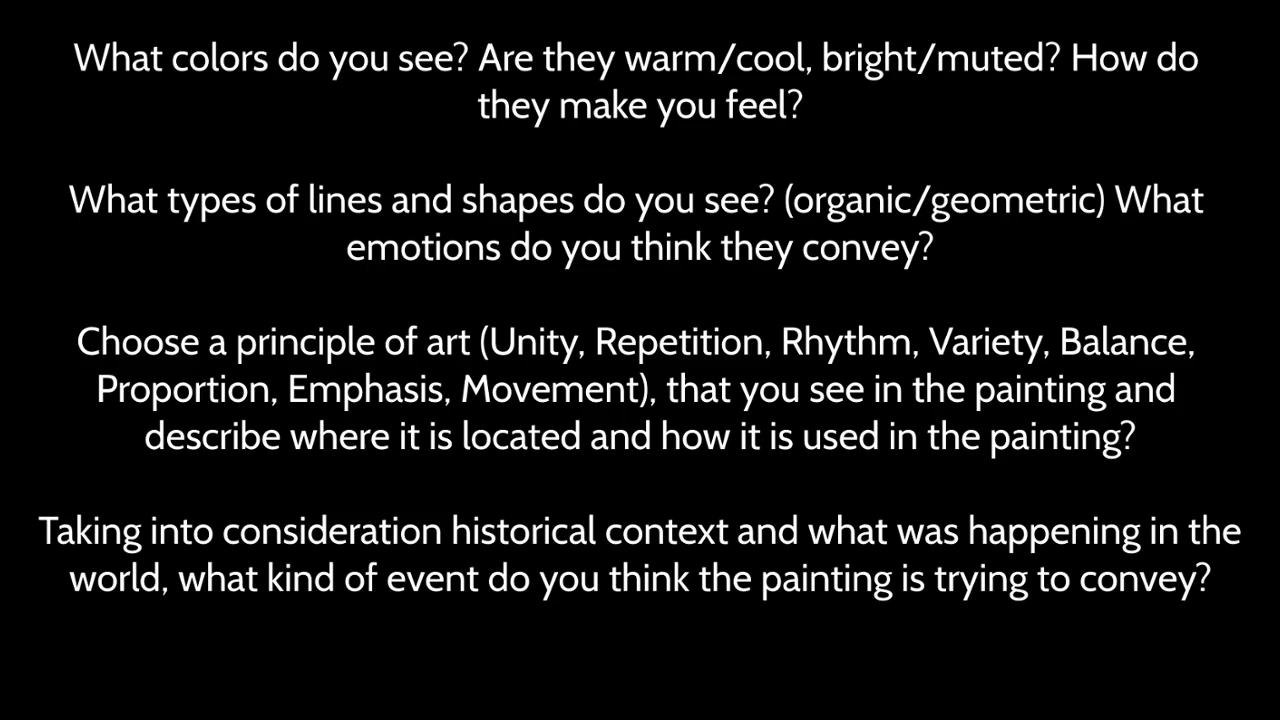 What colors do you see? Are they warm/cool, bright/muted? How do
they make you feel?
What types of lines and shapes do you see? (organic/geometric) What
emotions do you think they convey?
Choose a principle of art (Unity, Repetition, Rhythm, Variety, Balance,
Proportion, Emphasis, Movement), that you see in the painting and
describe where it is located and how it is used in the painting?
Taking into consideration historical context and what was happening in the
world, what kind of event do you think the painting is trying to convey?